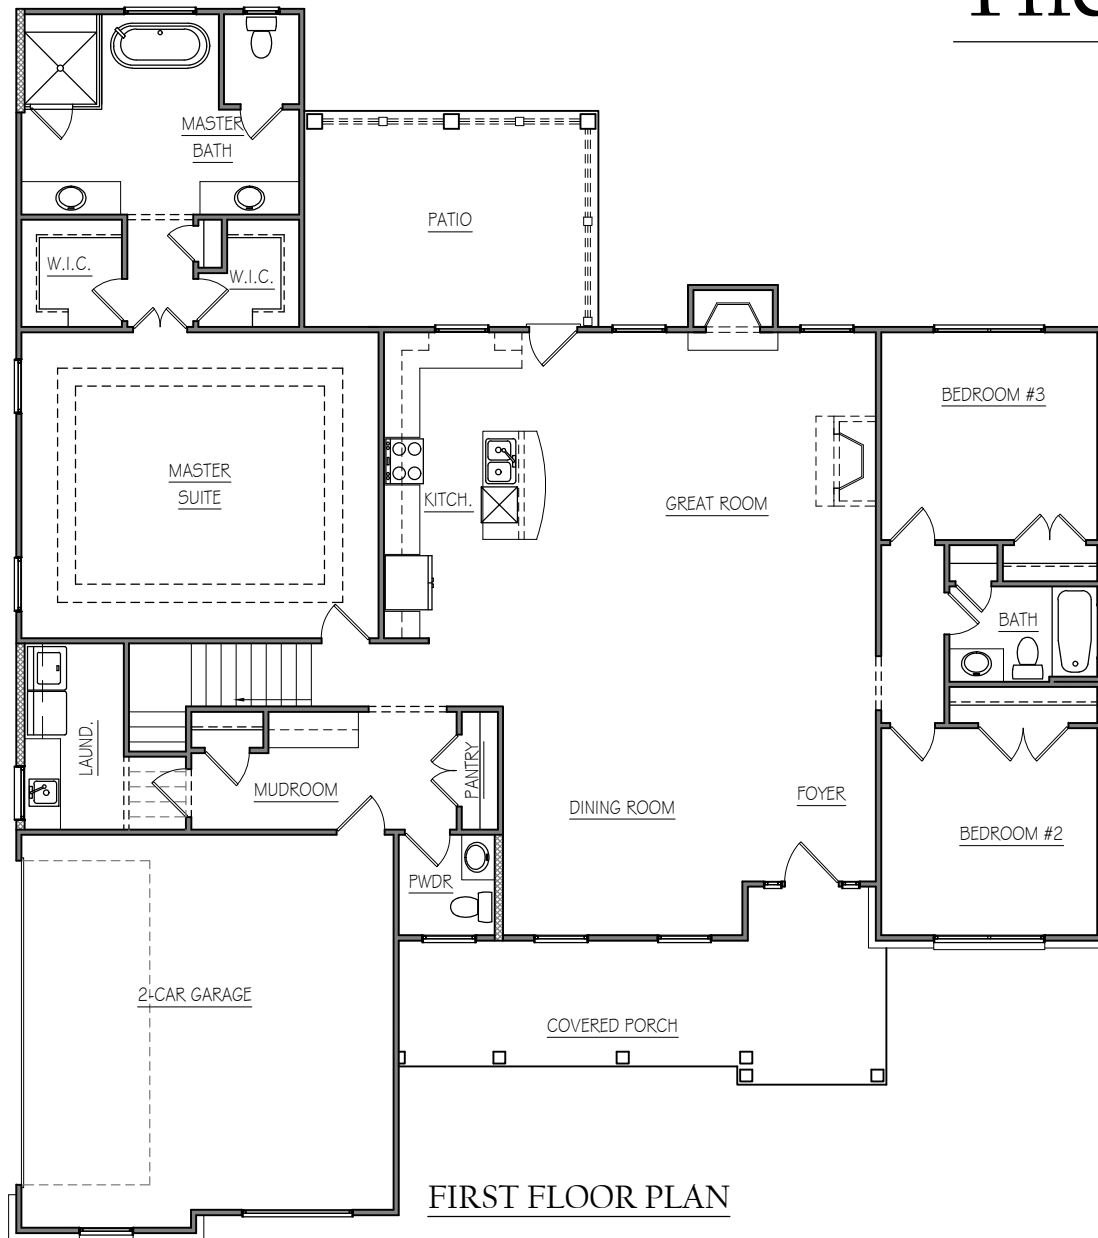 MASTER
BATH
PATIO
W.I.C.
W.I.C.
BEDROOM #3
MASTER
SUITE
KITCH.
GREAT ROOM
BATH
LAUND.
MUDROOM
PANTRY
DINING ROOM
FOYER
BEDROOM #2
PWDR
2-CAR GARAGE
COVERED PORCH
FIRST FLOOR PLAN